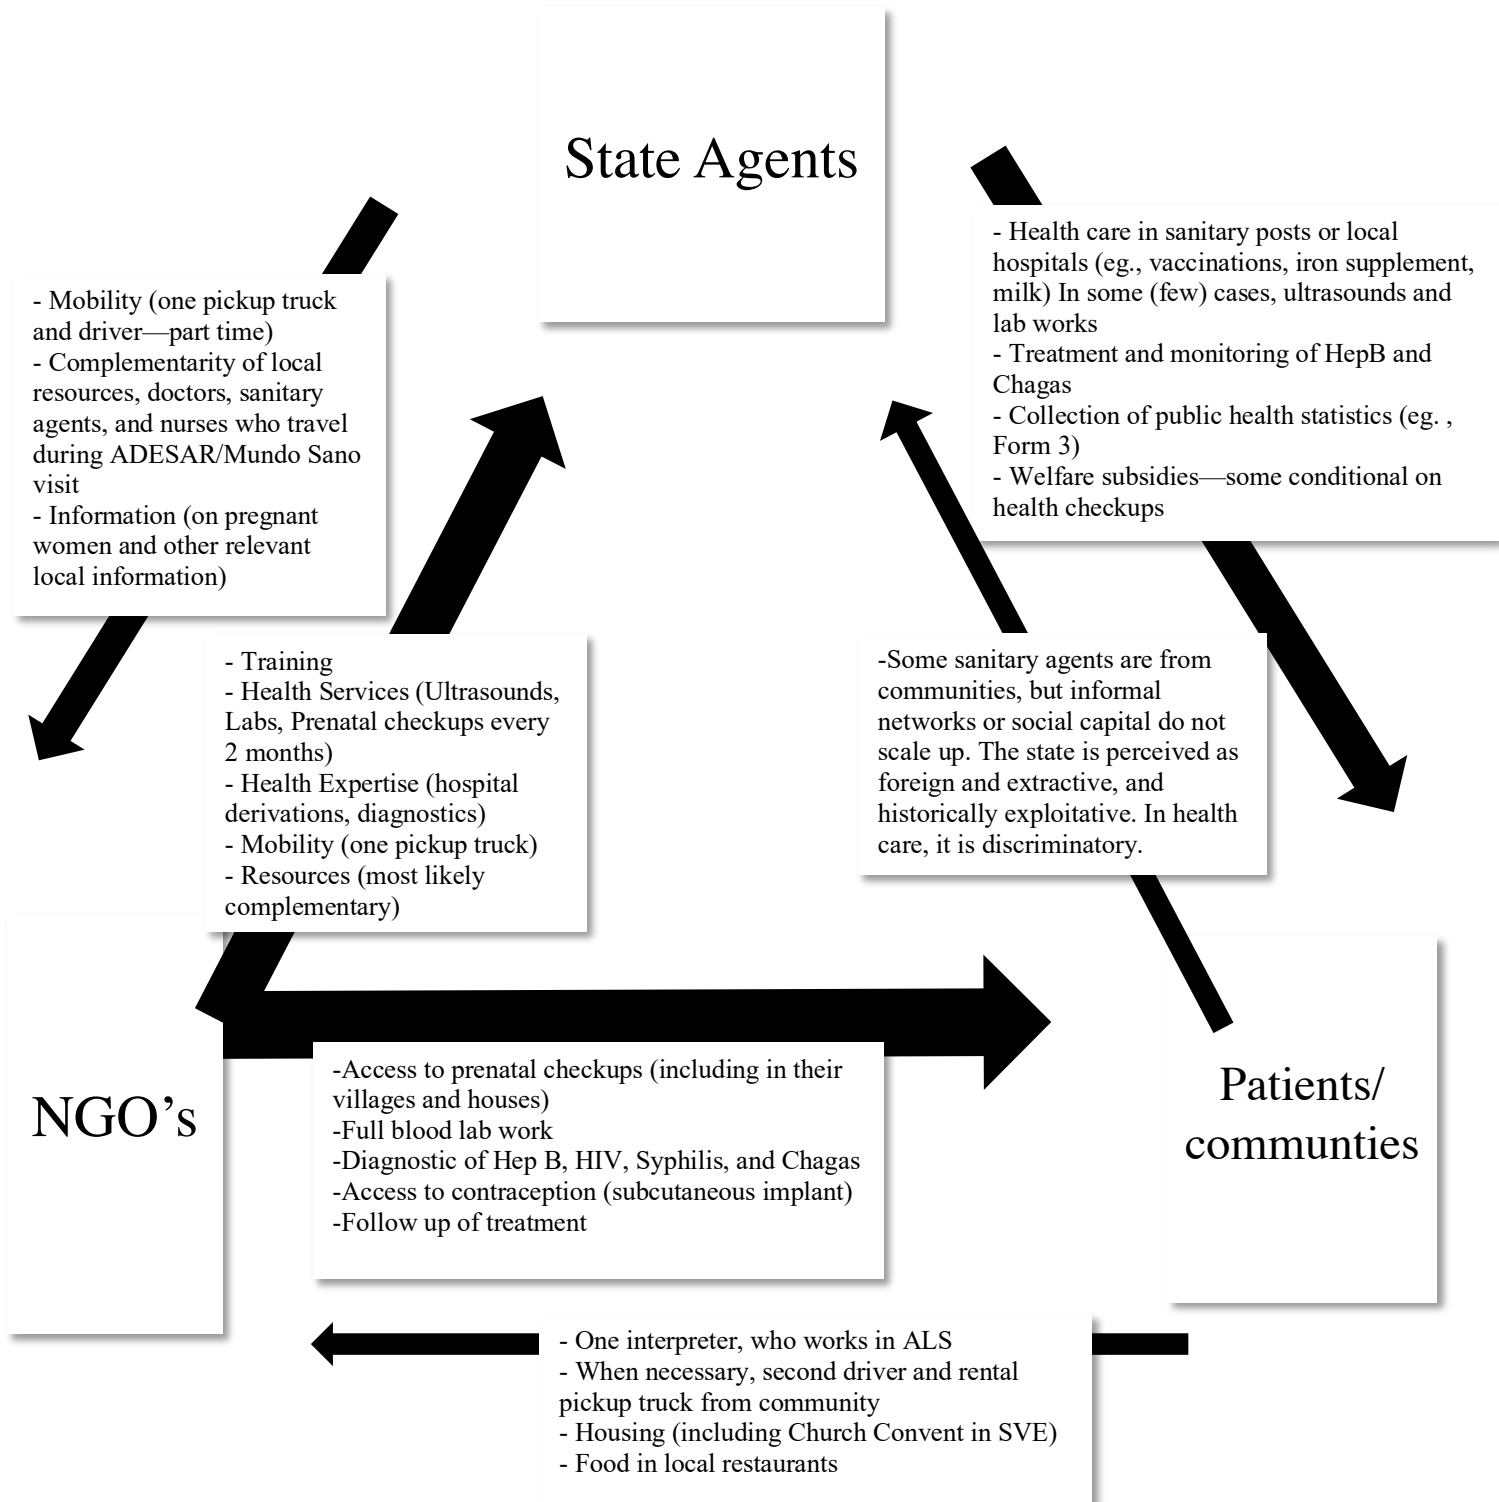 State Agents
- Health care in sanitary posts or local
hospitals (eg., vaccinations, iron supplement,
milk) In some (few) cases, ultrasounds and
lab works
- Treatment and monitoring of HepB and
Chagas
- Collection of public health statistics (eg. ,
Form 3)
- Welfare subsidies—some conditional on
health checkups
- Mobility (one pickup truck
and driver—part time)
- Complementarity of local
resources, doctors, sanitary
agents, and nurses who travel
during ADESAR/Mundo Sano
visit
- Information (on pregnant
women and other relevant
local information)
- Training
- Health Services (Ultrasounds,
Labs, Prenatal checkups every
2 months)
- Health Expertise (hospital
derivations, diagnostics)
- Mobility (one pickup truck)
- Resources (most likely
complementary)
-Some sanitary agents are from
communities, but informal
networks or social capital do not
scale up. The state is perceived as
foreign and extractive, and
historically exploitative. In health
care, it is discriminatory.
NGO’s
-Access to prenatal checkups (including in their
villages and houses)
-Full blood lab work
-Diagnostic of Hep B, HIV, Syphilis, and Chagas
-Access to contraception (subcutaneous implant)
-Follow up of treatment
Patients/
communties
- One interpreter, who works in ALS
- When necessary, second driver and rental
pickup truck from community
- Housing (including Church Convent in SVE)
- Food in local restaurants